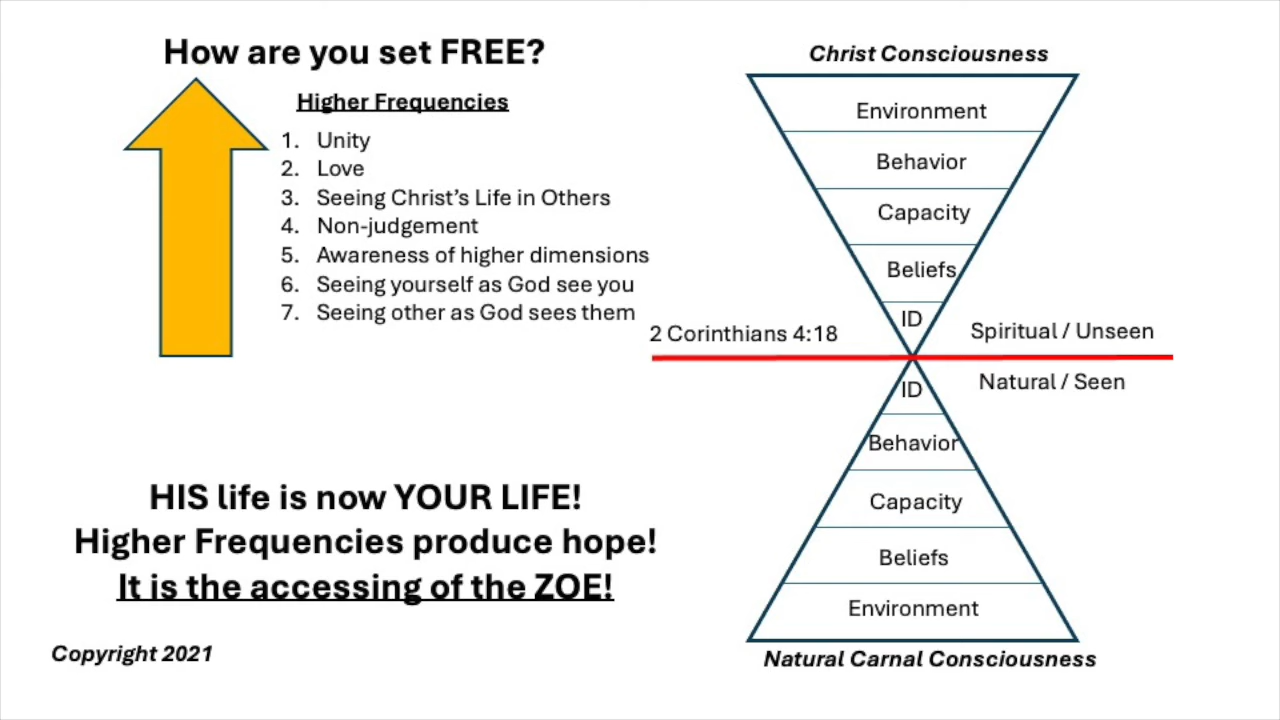 How are you set FREE?
Higher Frequencies
1. Unity
2. Love
3. Seeing Christ's Life in Others
4. Non-judgement
5. Awareness of higher dimensions
6. Seeing yourself as God see you
7. Seeing other as God sees them
HIS life is now YOUR LIFE!
Higher Frequencies produce hope!
It is the accessing of the ZOE!
Copyright 2021
Christ Consciousness
Environment
Behavior
Capacity
Beliefs
ID
2 Corinthians 4:18
Spiritual / Unseen
Natural / Seen
ID
Behavior
Capacity
Beliefs
Environment
Natural Carnal Consciousness